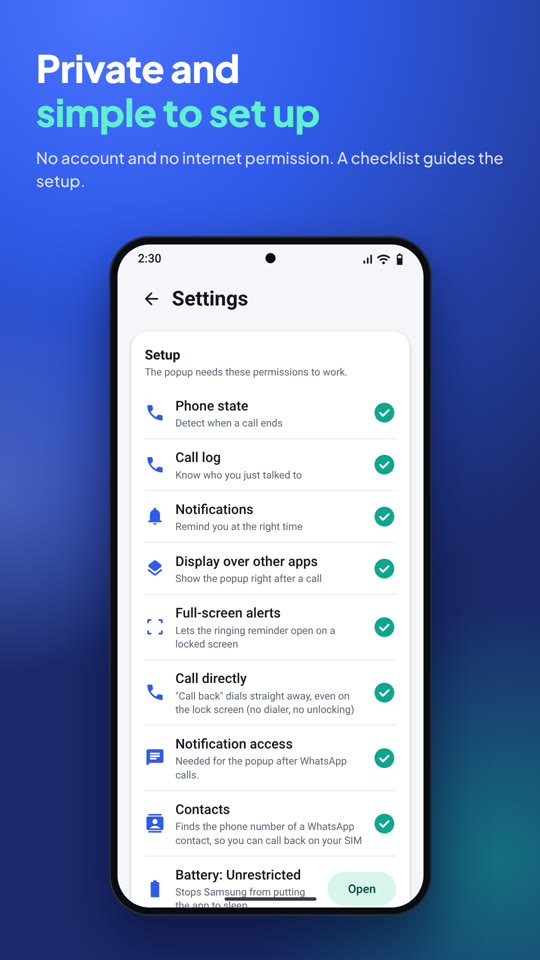 Private and
simple to set up
No account and no internet permission. A checklist guides the
setup.
2:30
Settings
Setup
The popup needs these permissions to work.
Phone state
Detect when a call ends
Call log
Know who you just talked to
Notifications
Remind you at the right time
Display over other apps
Show the popup right after a call
Full-screen alerts
Lets the ringing reminder open on a
locked screen
Call directly
"Call back" dials straight away, even on
the lock screen (no dialer, no unlocking)
Notification access
Needed for the popup after WhatsApp
calls.
Contacts
Finds the phone number of a WhatsApp
contact, so you can call back on your SIM
Battery: Unrestricted
Stops Samsung from putting
the app to sleep
Open